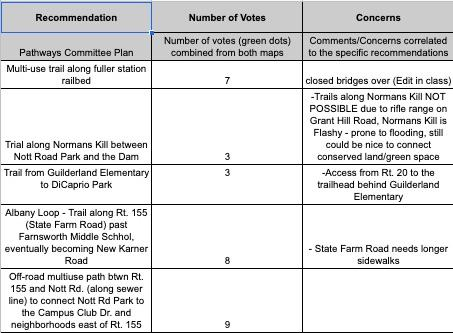 Recommendation
Number of Votes
Concerns
Pathways Committee Plan
Number of votes (green dots)
combined from both maps
Comments/Concerns correlated
to the specific recommendations
Multi-use trail along fuller station
railbed
7
closed bridges over (Edit in class)
Trial along Normans Kill between
Nott Road Park and the Dam
3
-Trails along Normans Kill NOT
POSSIBLE due to rifle range on
Grant Hill Road, Normans Kill is
Flashy - prone to flooding, still
could be nice to connect
conserved land/green space
Trail from Guilderland Elementary
to DiCaprio Park
3
-Access from Rt. 20 to the
trailhead behind Guilderland
Elementary
Albany Loop - Trail along Rt. 155
(State Farm Road) past
Farnsworth Middle Schhol,
eventually becoming New Karner
Road
8
- State Farm Road needs longer
sidewalks
Off-road multiuse path btwn Rt.
155 and Nott Rd. (along sewer
line) to connect Nott Rd Park to
the Campus Club Dr. and
neighborhoods east of Rt. 155
9